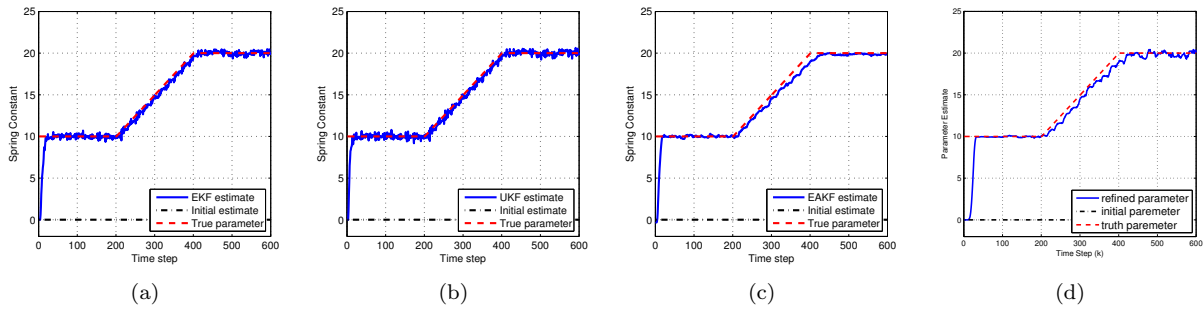 25
20
15
10
5
0
Spring Constant
EKF estimate
Initial estimate
True parameter
0 100 200 300 400 500 600
Time step
(a)
25
20
15
10
5
0
Spring Constant
UKF estimate
Initial estimate
True parameter
0 100 200 300 400 500 600
Time step
(b)
25
20
15
10
5
0
Spring Constant
EAKF estimate
Initial estimate
True parameter
0 100 200 300 400 500 600
Time step
(c)
25
20
15
10
5
0
Parameter Estimate
refined parameter
initial paremeter
truth paremeter
0 100 200 300 400 500 600
Time Step (k)
(d)